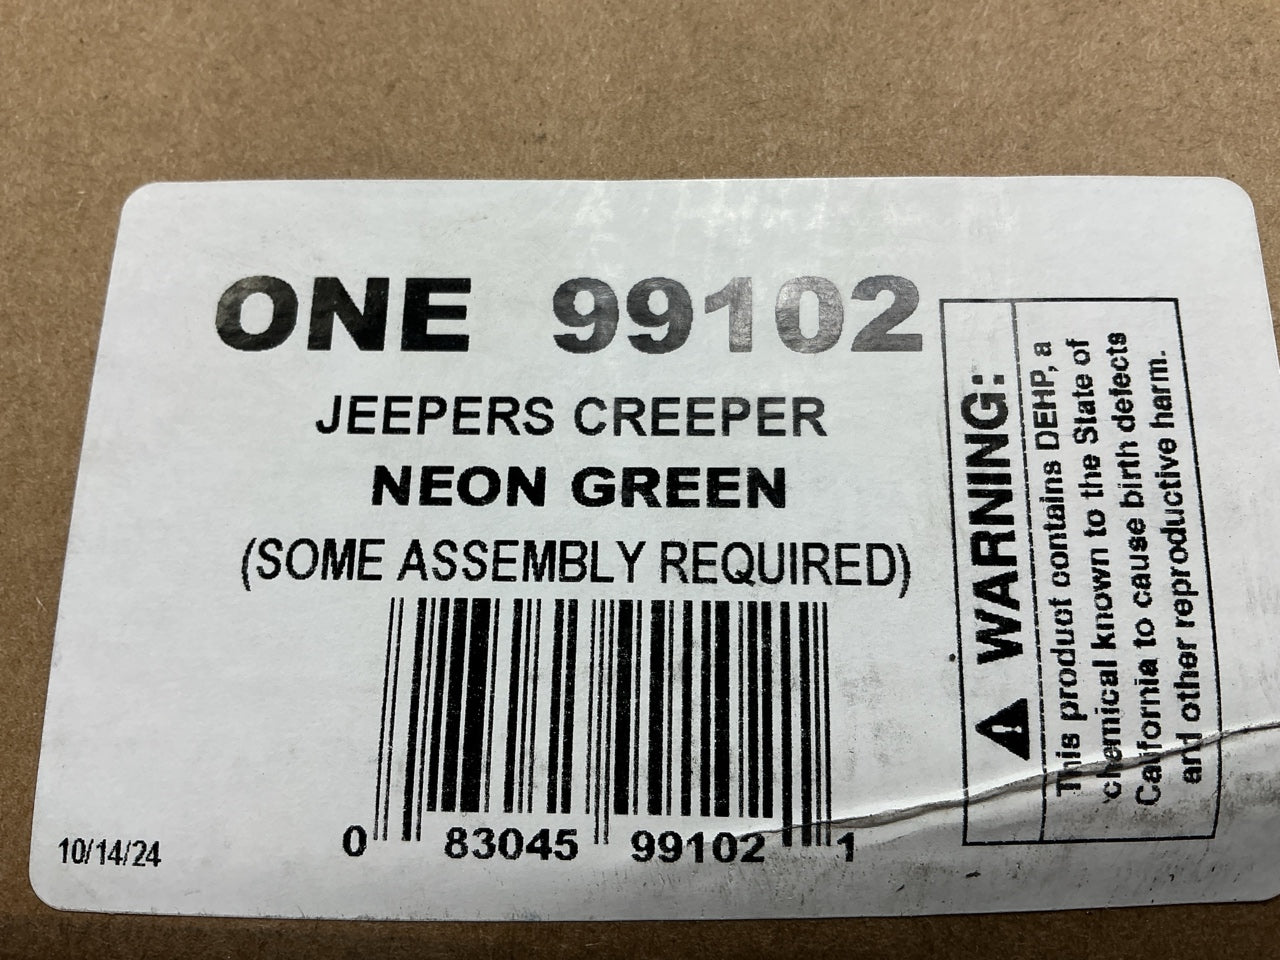 ONE 99102
JEEPERS CREEPER
NEON GREEN
(SOME ASSEMBLY REQUIRED)
0 83045 99102 1
10/14/24
WARNING:
This product contains DEHP, a
chemical known to the State of
California to cause birth defects
and other reproductive harm.